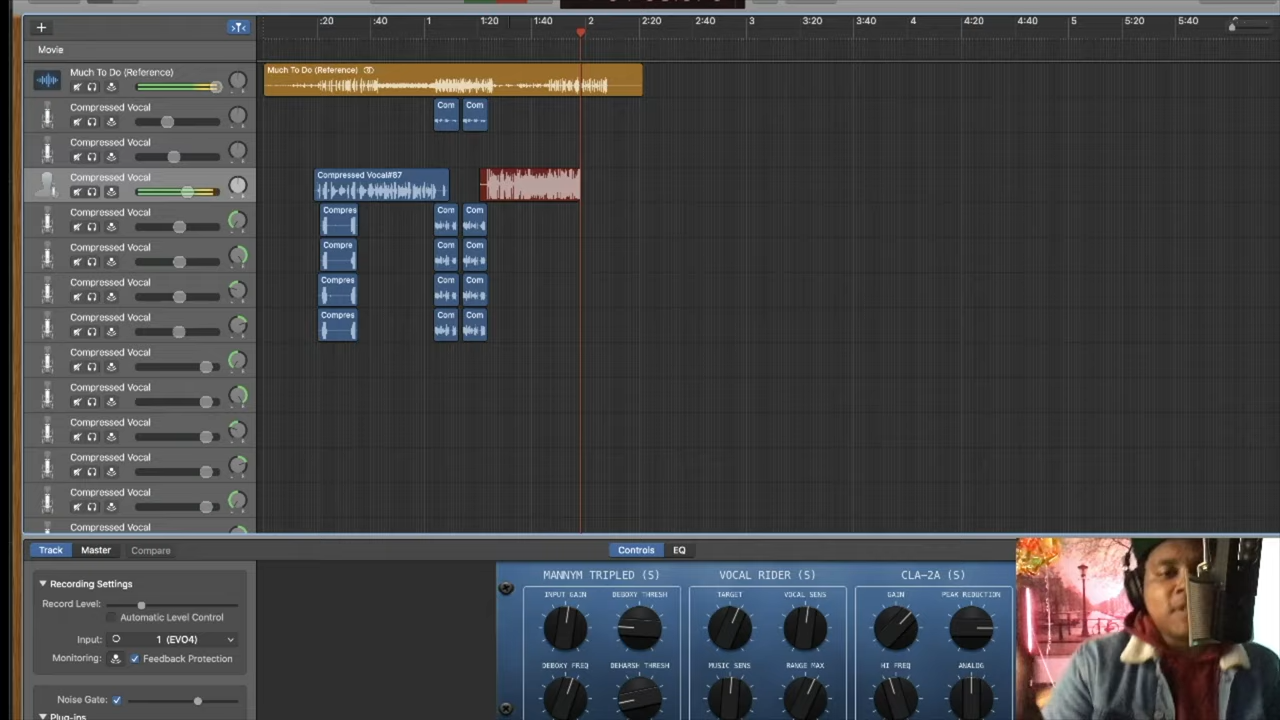 :20 :40 1 1:20 1:40 2 2:20 2:40 3 3:20 3:40 4 4:20 4:40 5 5:20 5:40
Movie
Much To Do (Reference)
Much To Do (Reference)
Compressed Vocal
Com Com
Compressed Vocal
Compressed Vocal
Compressed Vocal#87
Compressed Vocal
Compres Com Com
Compressed Vocal
Compre Com Com
Compressed Vocal
Compres Com Com
Compressed Vocal
Compres Com Com
Compressed Vocal
Compressed Vocal
Compressed Vocal
Compressed Vocal
Compressed Vocal
Compressed Vocal
Track Master Compare Controls EQ
Recording Settings
Record Level:
Automatic Level Control
Input: 1 (EVO4)
Monitoring: Feedback Protection
Noise Gate:
Plug-ins
MANNYM TRIPLED (S) VOCAL RIDER (S) CLA-2A (S)
INPUT GAIN DEBOXY THRESH TARGET VOCAL SENS GAIN PEAK REDUCTION
DEBOXY FREQ DEHARSH THRESH MUSIC SENS RANGE MAX HI FREQ ANALOG